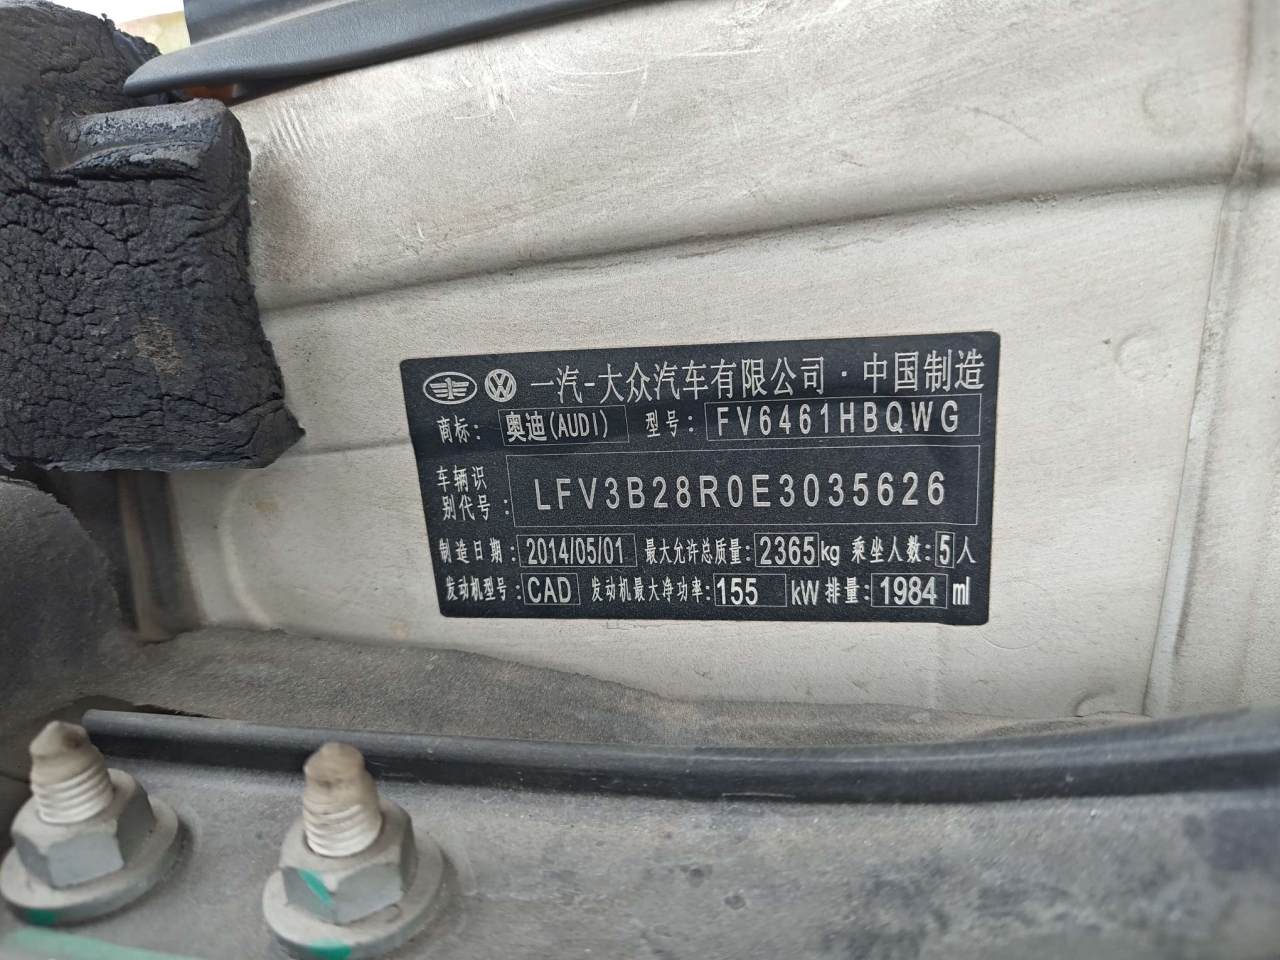 一汽-大众汽车有限公司·中国制造
商标: 奥迪(AUDI) 型号: FV6461HBQWG
车辆识
别代号: LFV3B28R0E3035626
制造日期: 2014/05/01 最大允许总质量: 2365kg 乘坐人数: 5人
发动机型号: CAD 发动机最大净功率: 155 kW 排量: 1984 ml